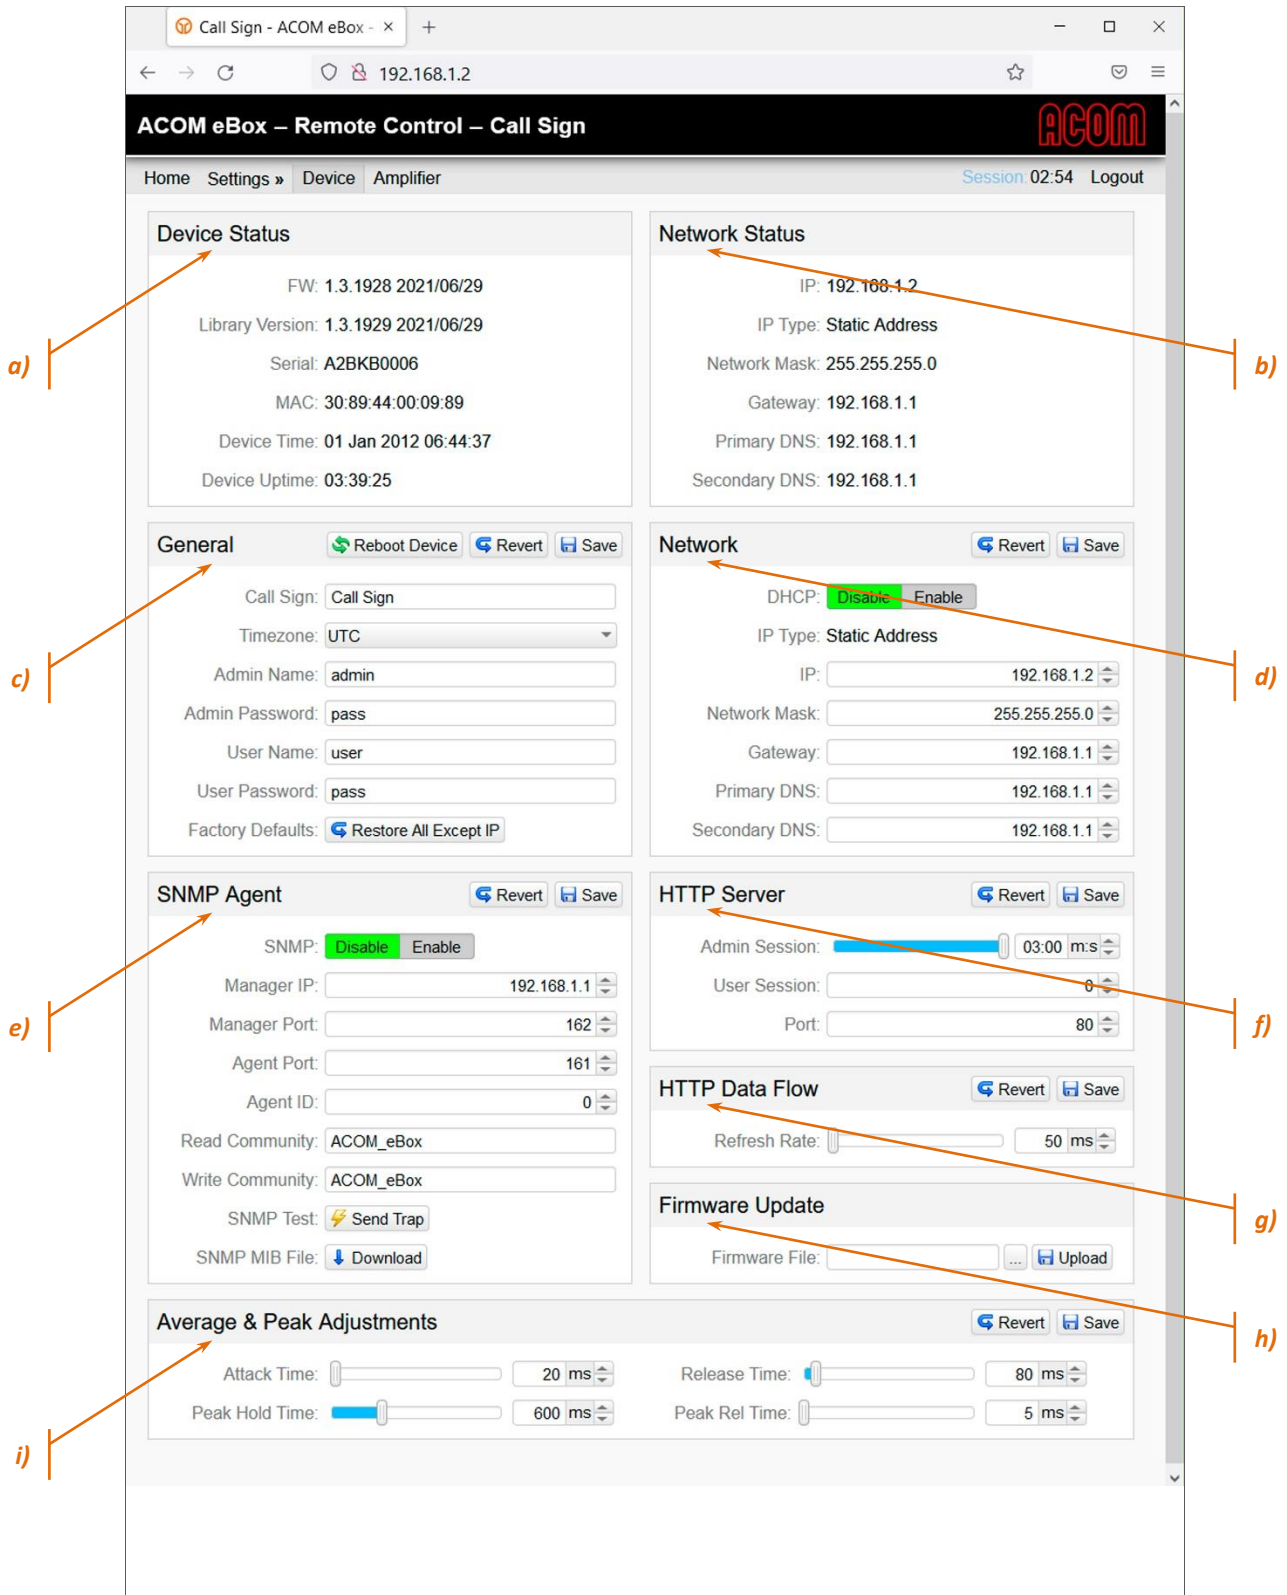 Call Sign - ACOM eBox -
192.168.1.2
ACOM eBox – Remote Control – Call Sign
ACOM
Home Settings » Device Amplifier Session: 02:54 Logout
Device Status
FW: 1.3.1928 2021/06/29
Library Version: 1.3.1929 2021/06/29
Serial: A2BKB0006
MAC: 30:89:44:00:09:89
Device Time: 01 Jan 2012 06:44:37
Device Uptime: 03:39:25
a)
Network Status
IP: 192.168.1.2
IP Type: Static Address
Network Mask: 255.255.255.0
Gateway: 192.168.1.1
Primary DNS: 192.168.1.1
Secondary DNS: 192.168.1.1
b)
General Reboot Device Revert Save
Call Sign: Call Sign
Timezone: UTC
Admin Name: admin
Admin Password: pass
User Name: user
User Password: pass
Factory Defaults: Restore All Except IP
c)
Network Revert Save
DHCP: Disable Enable
IP Type: Static Address
IP: 192.168.1.2
Network Mask: 255.255.255.0
Gateway: 192.168.1.1
Primary DNS: 192.168.1.1
Secondary DNS: 192.168.1.1
d)
SNMP Agent Revert Save
SNMP: Disable Enable
Manager IP: 192.168.1.1
Manager Port: 162
Agent Port: 161
Agent ID: 0
Read Community: ACOM_eBox
Write Community: ACOM_eBox
SNMP Test: Send Trap
SNMP MIB File: Download
e)
HTTP Server Revert Save
Admin Session: 03:00 m:s
User Session: 0
Port: 80
f)
HTTP Data Flow Revert Save
Refresh Rate: 50 ms
g)
Firmware Update
Firmware File: ... Upload
h)
Average & Peak Adjustments Revert Save
Attack Time: 20 ms Release Time: 80 ms
Peak Hold Time: 600 ms Peak Rel Time: 5 ms
i)